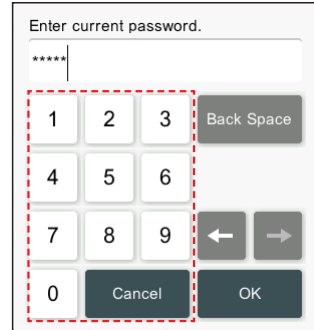 Enter current password.
*****
1 2 3 Back Space
4 5 6
7 8 9 ← →
0 Cancel OK